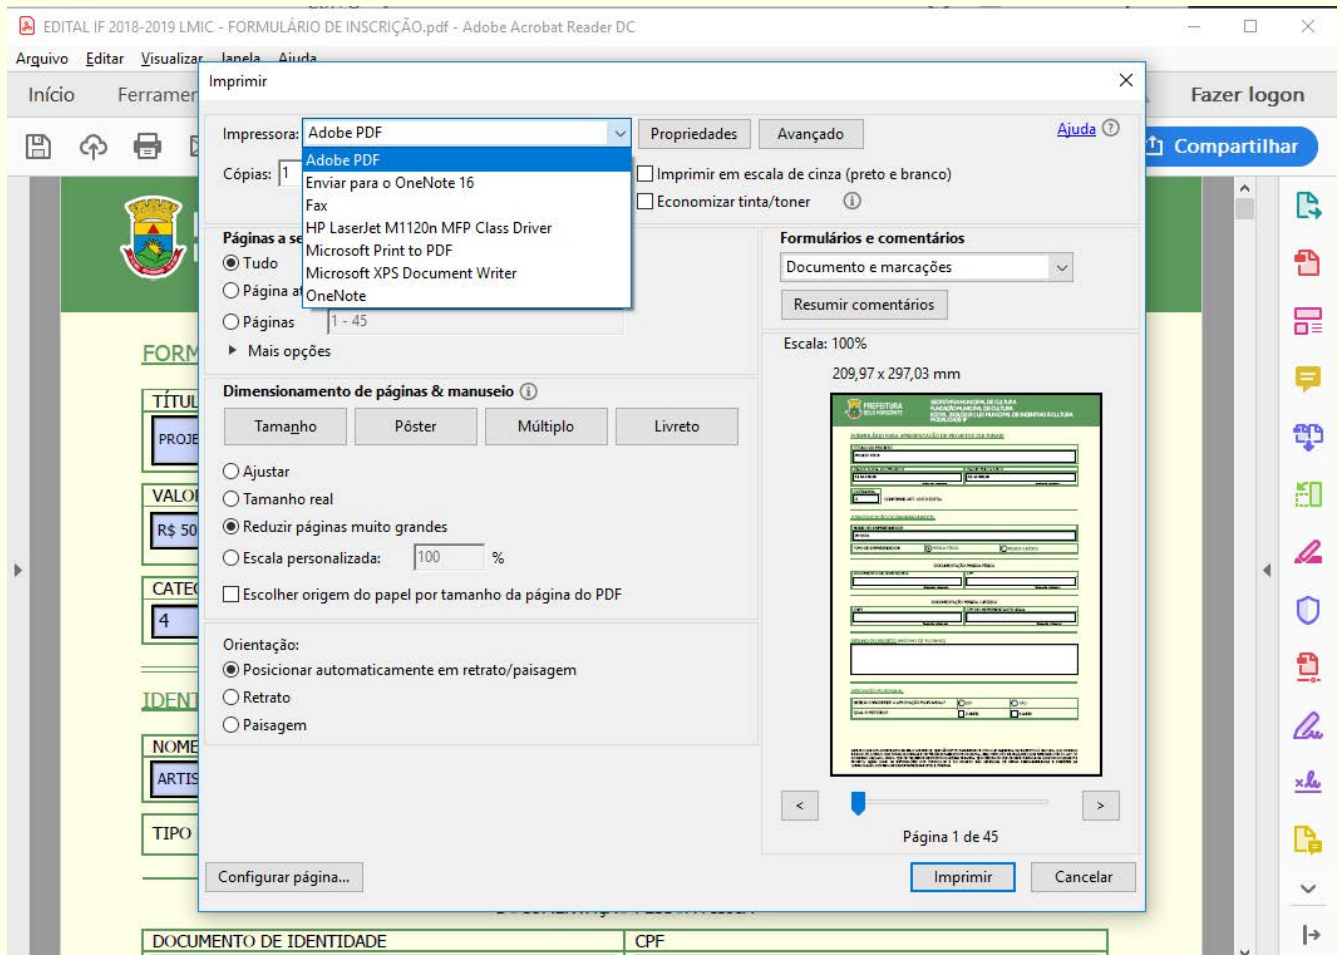 EDITAL IF 2018-2019 LMIC - FORMULÁRIO DE INSCRIÇÃO.pdf - Adobe Acrobat Reader DC
Arquivo Editar Visualizar Janela Ajuda
Início Ferramen Fazer logon
Compartilhar
Imprimir
Impressora: Adobe PDF Propriedades Avançado Ajuda
Cópias: 1 Imprimir em escala de cinza (preto e branco)
Economizar tinta/toner
Adobe PDF
Enviar para o OneNote 16
Fax
HP LaserJet M1120n MFP Class Driver
Microsoft Print to PDF
Microsoft XPS Document Writer
OneNote
Páginas a se
Tudo
Página at
Páginas 1 - 45
Mais opções
Formulários e comentários
Documento e marcações
Resumir comentários
Escala: 100%
209,97 x 297,03 mm
Dimensionamento de páginas & manuseio
Tamanho Pôster Múltiplo Livreto
Ajustar
Tamanho real
Reduzir páginas muito grandes
Escala personalizada: 100 %
Escolher origem do papel por tamanho da página do PDF
Orientação:
Posicionar automaticamente em retrato/paisagem
Retrato
Paisagem
PREFEITURA
BELO HORIZONTE
< >
Página 1 de 45
Configurar página... Imprimir Cancelar
FORM
TÍTUL
PROJE
VALOR
R$ 50
CATEG
4
IDENT
NOME
ARTIS
TIPO
DOCUMENTO DE IDENTIDADE CPF